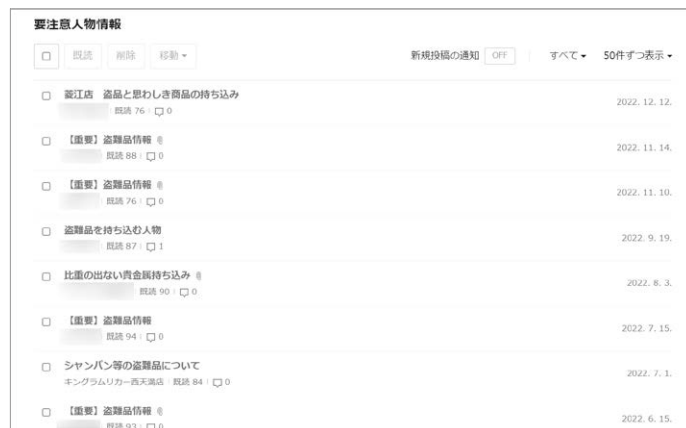 要注意人物情報
既読 削除 移動 新規投稿の通知 OFF すべて 50件ずつ表示
菱江店 盗品と思わしき商品の持ち込み
既読 76 0
2022. 12. 12.
【重要】盗難品情報
既読 88 0
2022. 11. 14.
【重要】盗難品情報
既読 76 0
2022. 11. 10.
盗難品を持ち込む人物
既読 87 1
2022. 9. 19.
比重の出ない貴金属持ち込み
既読 90 0
2022. 8. 3.
【重要】盗難品情報
既読 94 0
2022. 7. 15.
シャンパン等の盗難品について
キングラムリカー西天満店 既読 84 0
2022. 7. 1.
【重要】盗難品情報
既読 93 0
2022. 6. 15.